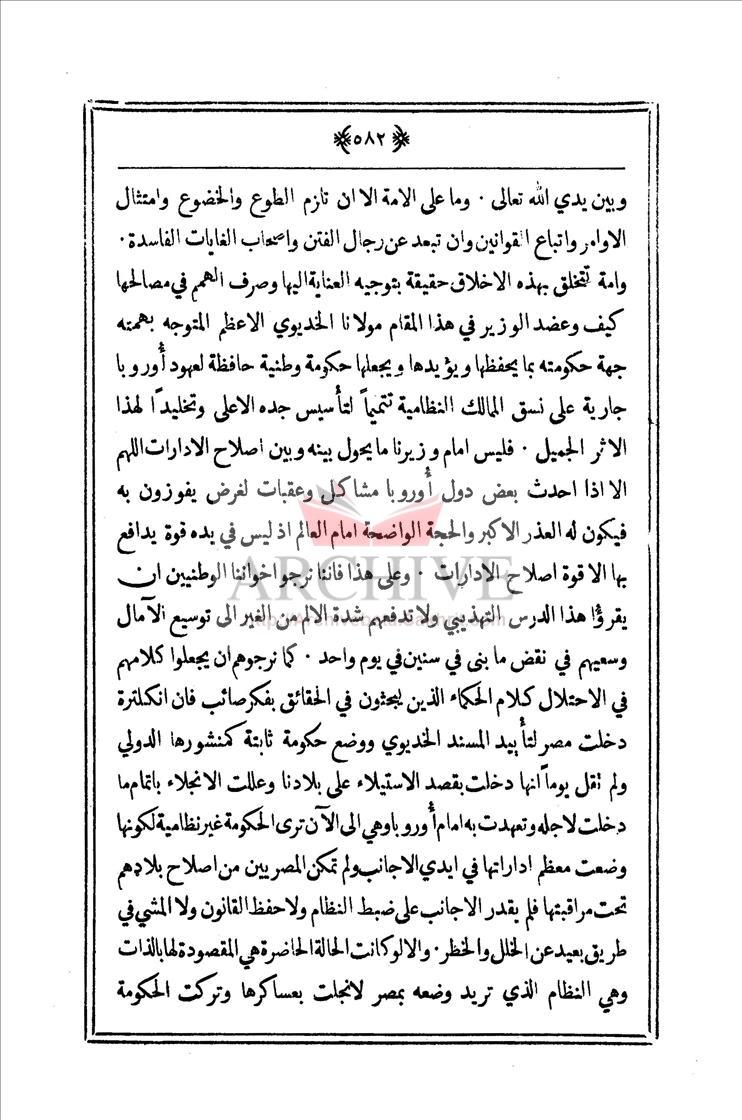 ﴿٥٨٢﴾
وبين يدي الله تعالى · وما على الامة الا ان تلزم الطوع والخضوع وامتثال
الاوامر واتباع القوانين وان تبعد عن رجال الفتن واصحاب الغايات الفاسدة ·
وامة تتخلق بهذه الاخلاق حقيقة بتوجيه العناية اليها وصرف الهمم في مصالحها
كيف وعضد الوزير في هذا المقام مولانا الخديوي الاعظم المتوجه بهمته
جهة حكومته بما يحفظها ويؤيدها ويجعلها حكومة وطنية حافظة لعهود أوروبا
جارية على نسق الممالك النظامية تتميماً لتأسيس جده الاعلى وتخليدًا لهذا
الاثر الجميل · فليس امام وزيرنا ما يحول بينه وبين اصلاح الادارات اللهم
الا اذا احدث بعض دول أوروبا مشاكل وعقبات لغرض يفوزون به
فيكون له العذر الاكبر والحجة الواضحة امام العالم اذ ليس في يده قوة يدافع
بها الا قوة اصلاح الادارات · وعلى هذا فاننا نرجو اخواننا الوطنيين ان
يقرؤا هذا الدرس التهذيبي ولا تدفعهم شدة الالم من الغير الى توسيع الآمال
وسعيهم في نقض ما بنى في سنين في يوم واحد · كما نرجوهم ان يجعلوا كلامهم
في الاحتلال كلام الحكماء الذين يبحثون في الحقائق بفكر صائب فان انكلترة
دخلت مصر لتأييد المسند الخديوي ووضع حكومة ثابتة كمنشورها الدولي
ولم تقل يوماً انها دخلت بقصد الاستيلاء على بلادنا وعللت الانجلاء باتمام ما
دخلت لاجله وتعهدت به امام أوروبا وهي الى الآن ترى الحكومة غير نظامية لكونها
وضعت معظم اداراتها في ايدي الاجانب ولم تمكن المصريين من اصلاح بلادهم
تحت مراقبتها فلم يقدر الاجانب على ضبط النظام ولا حفظ القانون ولا المشي في
طريق بعيد عن الخلل والخطر · والا لو كانت الحالة الحاضرة هي المقصودة لها بالذات
وهي النظام الذي تريد وضعه بمصر لانجلت بعساكرها وتركت الحكومة
ARCHIVE